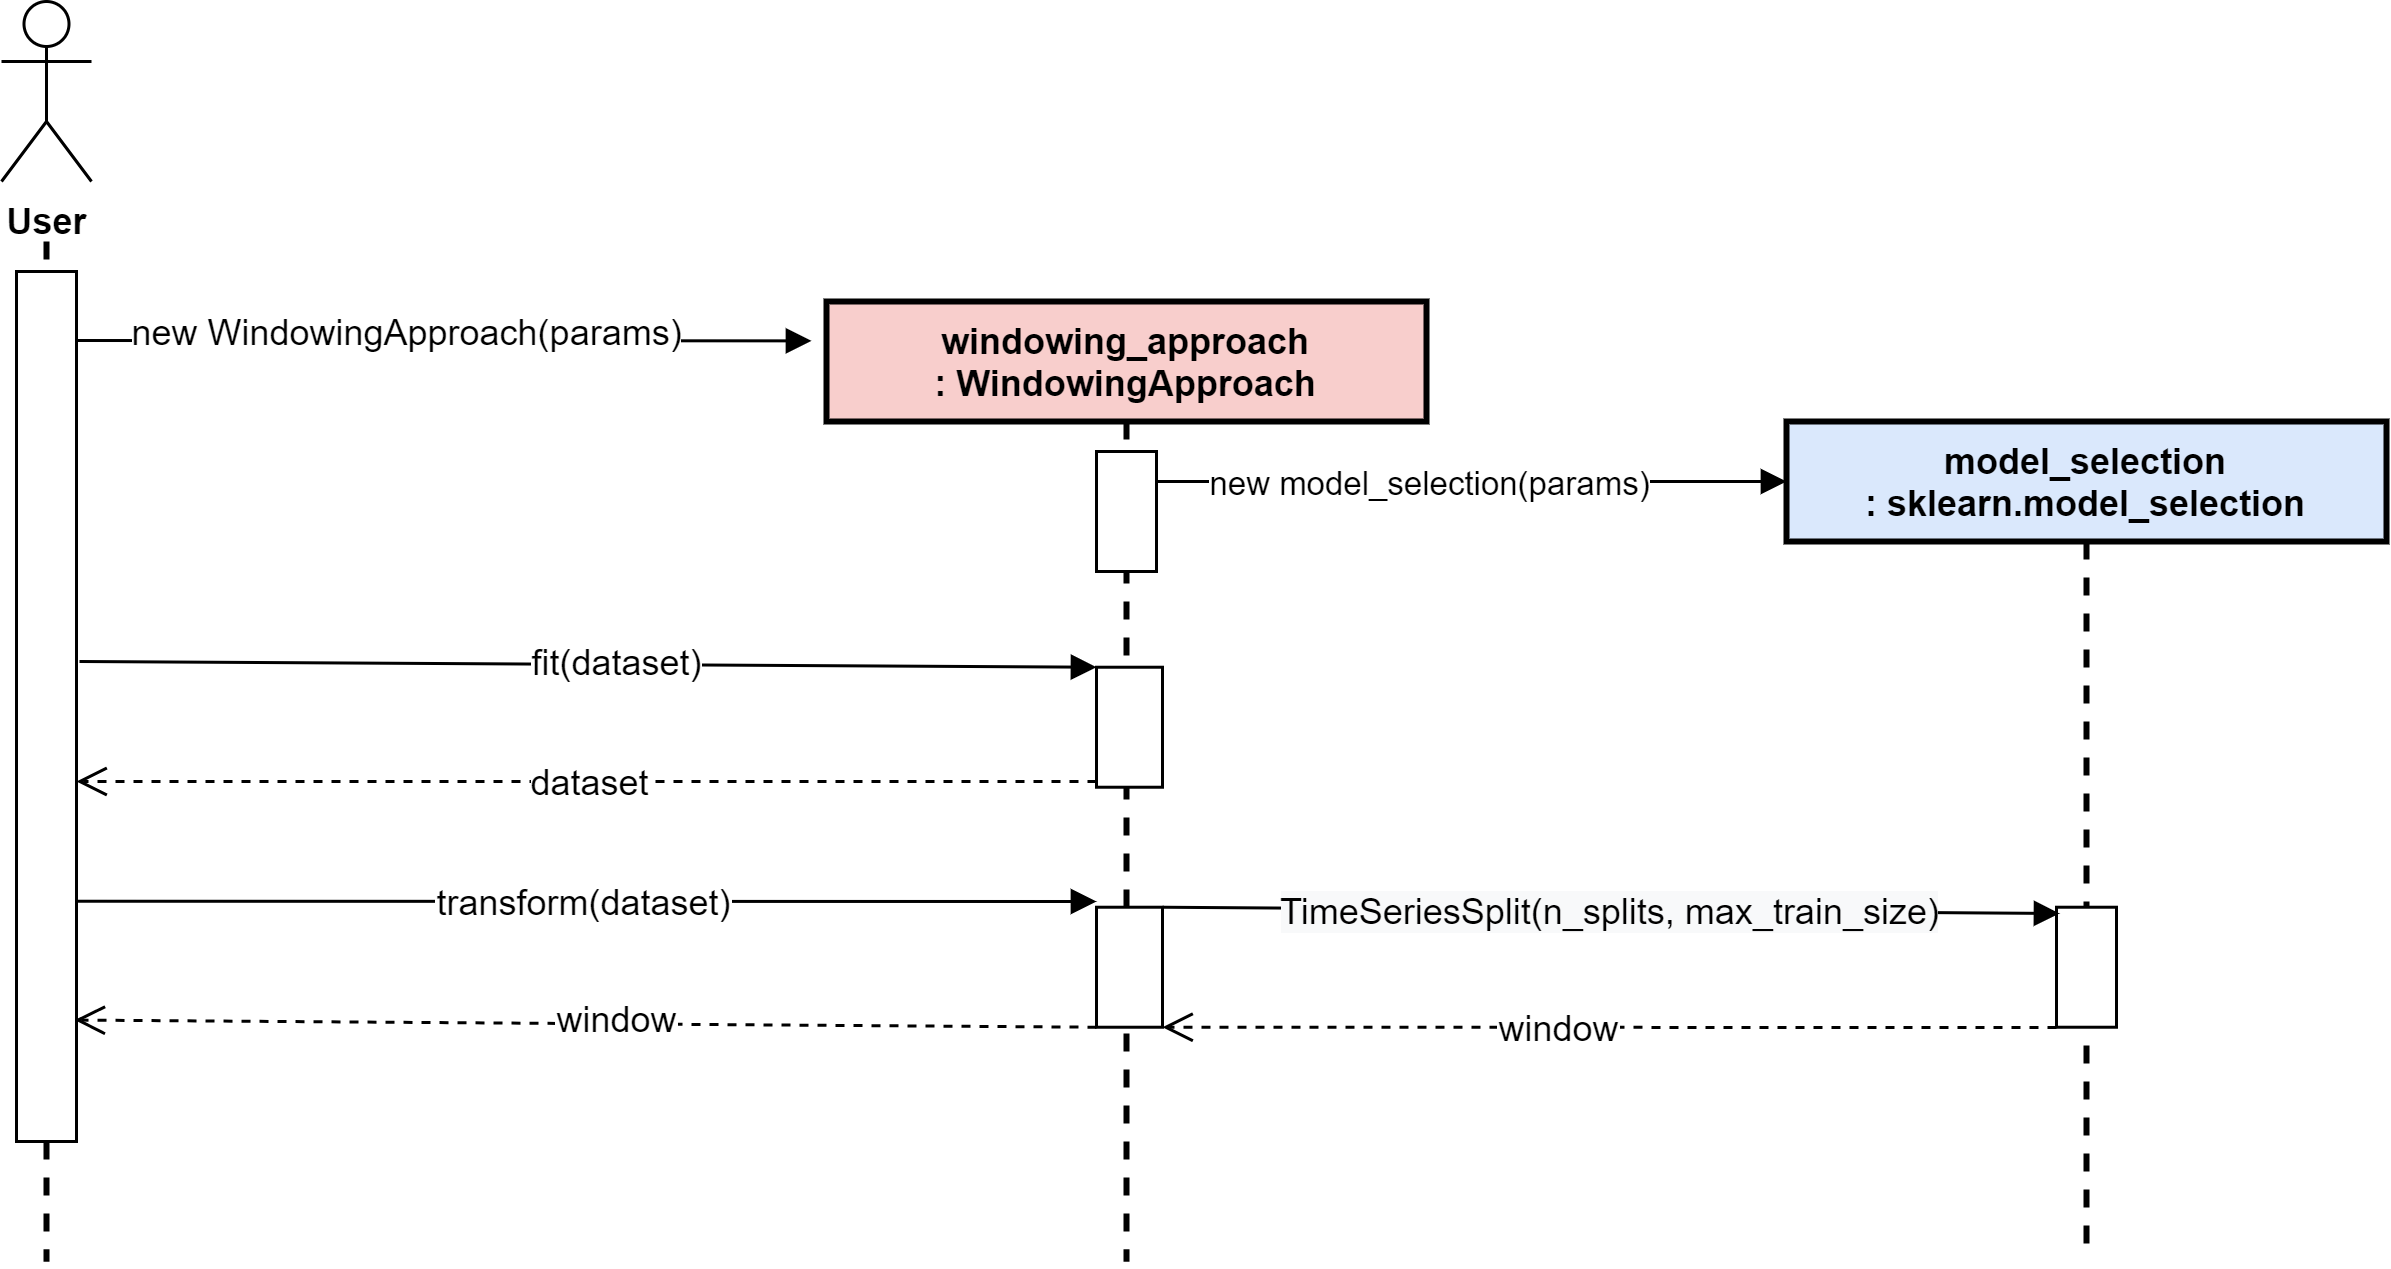 User
new WindowingApproach(params)
windowing_approach
: WindowingApproach
new model_selection(params)
model_selection
: sklearn.model_selection
fit(dataset)
dataset
transform(dataset)
TimeSeriesSplit(n_splits, max_train_size)
window
window